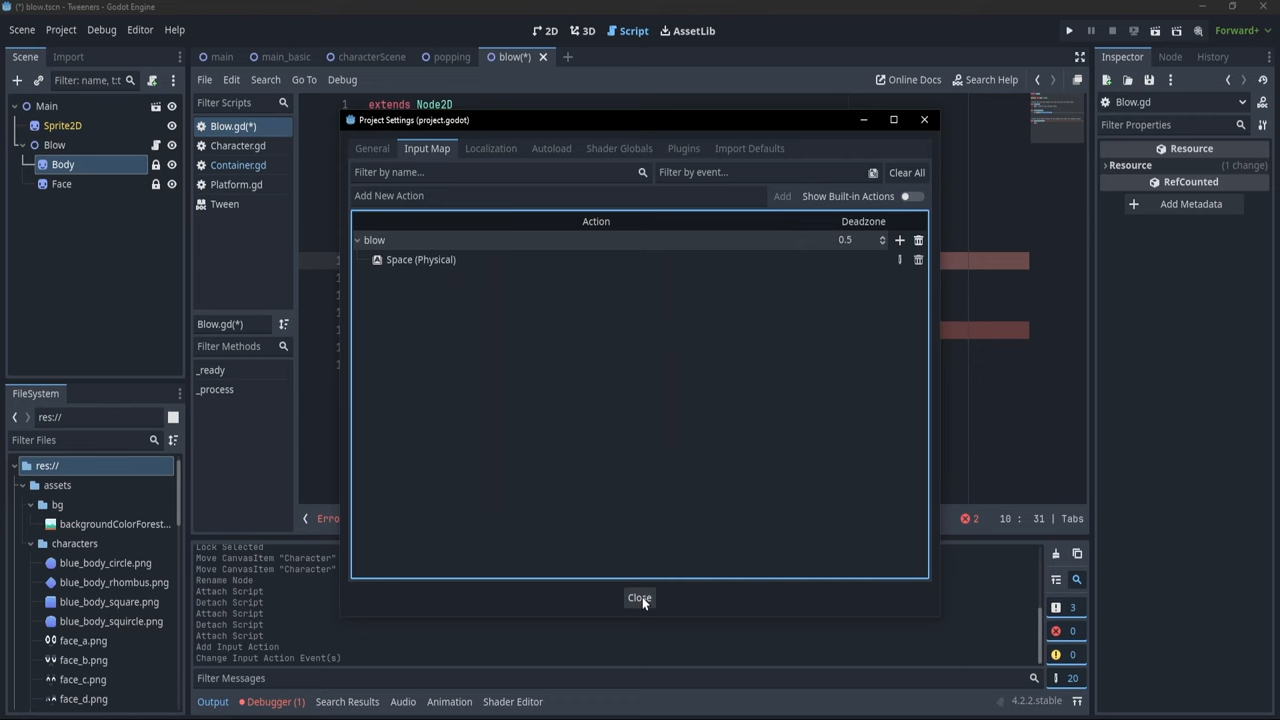 (*) blow.tscn - Tweeners - Godot Engine
Scene Project Debug Editor Help
2D 3D Script AssetLib
Forward+
Scene Import
main main_basic characterScene popping blow(*)
Inspector Node History
Filter: name, t:t
File Edit Search Go To Debug
Online Docs Search Help
Filter Scripts
Main
Sprite2D
Blow
Body
Face
Blow.gd(*)
Character.gd
Container.gd
Platform.gd
Tween
Blow.gd(*)
Filter Methods
_ready
_process
1 extends Node2D
Project Settings (project.godot)
General Input Map Localization Autoload Shader Globals Plugins Import Defaults
Filter by name... Filter by event... Clear All
Add New Action Add Show Built-in Actions
Action Deadzone
blow 0.5
Space (Physical)
Close
Erro
2 10 : 31 | Tabs
Blow.gd
Filter Properties
Resource
Resource (1 change)
RefCounted
Add Metadata
FileSystem
res://
Filter Files
res://
assets
bg
backgroundColorForest...
characters
blue_body_circle.png
blue_body_rhombus.png
blue_body_square.png
blue_body_squircle.png
face_a.png
face_b.png
face_c.png
face_d.png
Lock Selected
Move CanvasItem "Character"
Move CanvasItem "Character"
Rename Node
Attach Script
Detach Script
Attach Script
Detach Script
Attach Script
Add Input Action
Change Input Action Event(s)
3
0
0
20
Filter Messages
Output Debugger (1) Search Results Audio Animation Shader Editor
4.2.2.stable